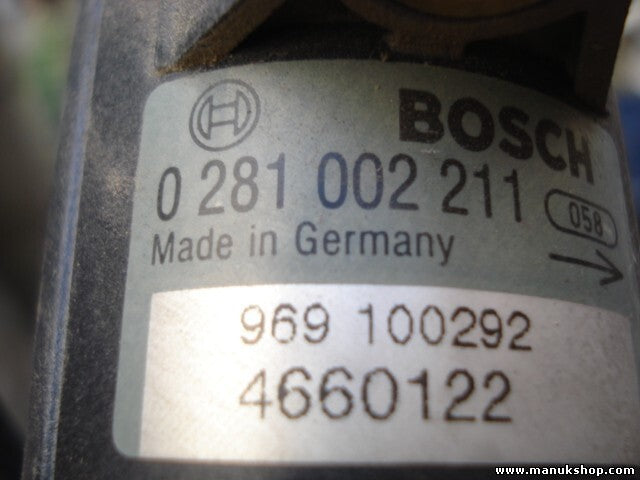 BOSCH
0 281 002 211 058
Made in Germany
969 100292
4660122
www.manukshop.com